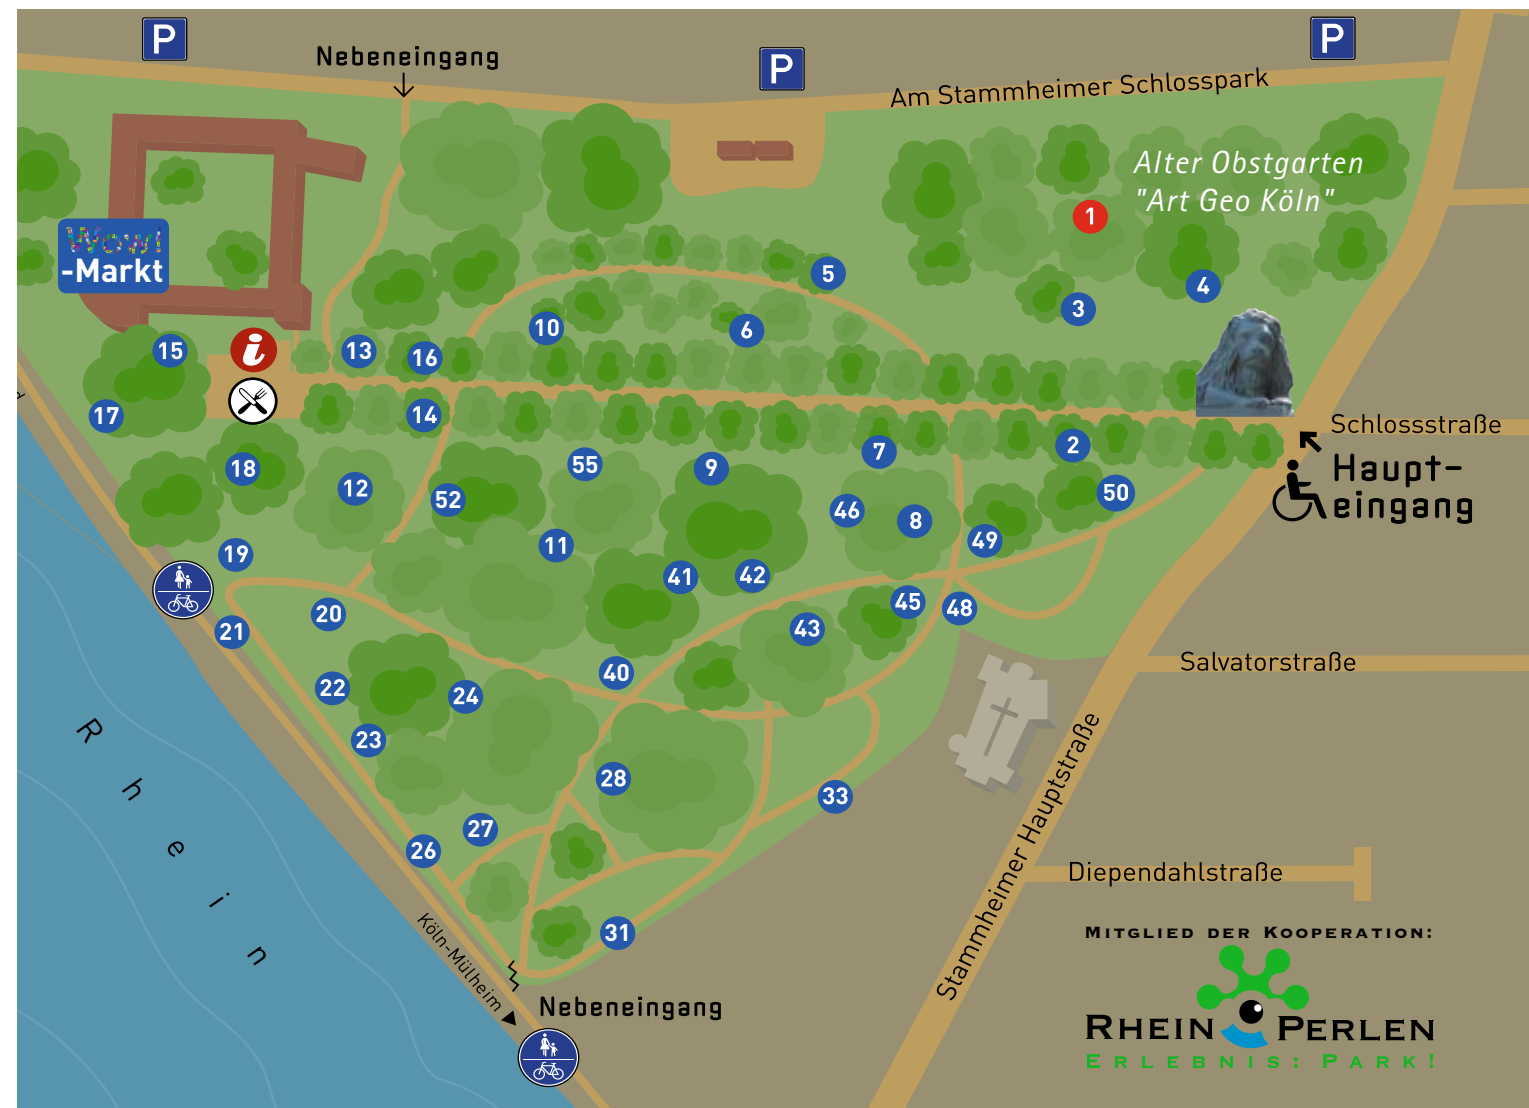 P
P
P
Nebeneingang
Am Stammheimer Schlosspark
Alter Obstgarten
"Art Geo Köln"
1
Wow!
-Markt
5
4
3
10
6
15
i
13
16
17
14
2
Schlossstraße
Haupt-
eingang
18
12
52
55
9
7
50
46
8
49
11
19
41
42
20
21
43
45
48
40
22
24
23
Salvatorstraße
28
33
27
26
Rhein
Stammheimer Hauptstraße
Diependahlstraße
31
Köln-Mülheim
Nebeneingang
MITGLIED DER KOOPERATION:
RHEIN PERLEN
ERLEBNIS: PARK!